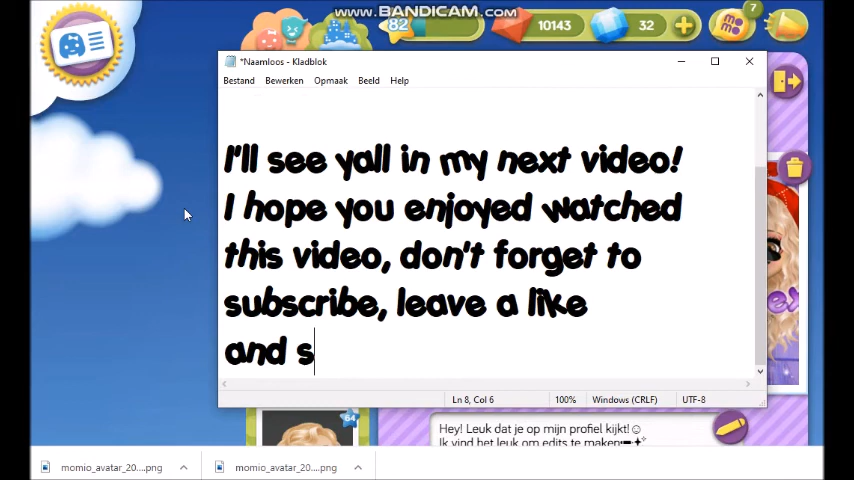 WWW.BANDICAM.COM
82
10143
32
momo
7
*Naamloos - Kladblok
Bestand Bewerken Opmaak Beeld Help
I'll see yall in my next video!
I hope you enjoyed watched
this video, don't forget to
subscribe, leave a like
and s
Ln 8, Col 6 100% Windows (CRLF) UTF-8
64
Hey! Leuk dat je op mijn profiel kijkt!☺
Ik vind het leuk om edits te maken
momio_avatar_20....png
momio_avatar_20....png